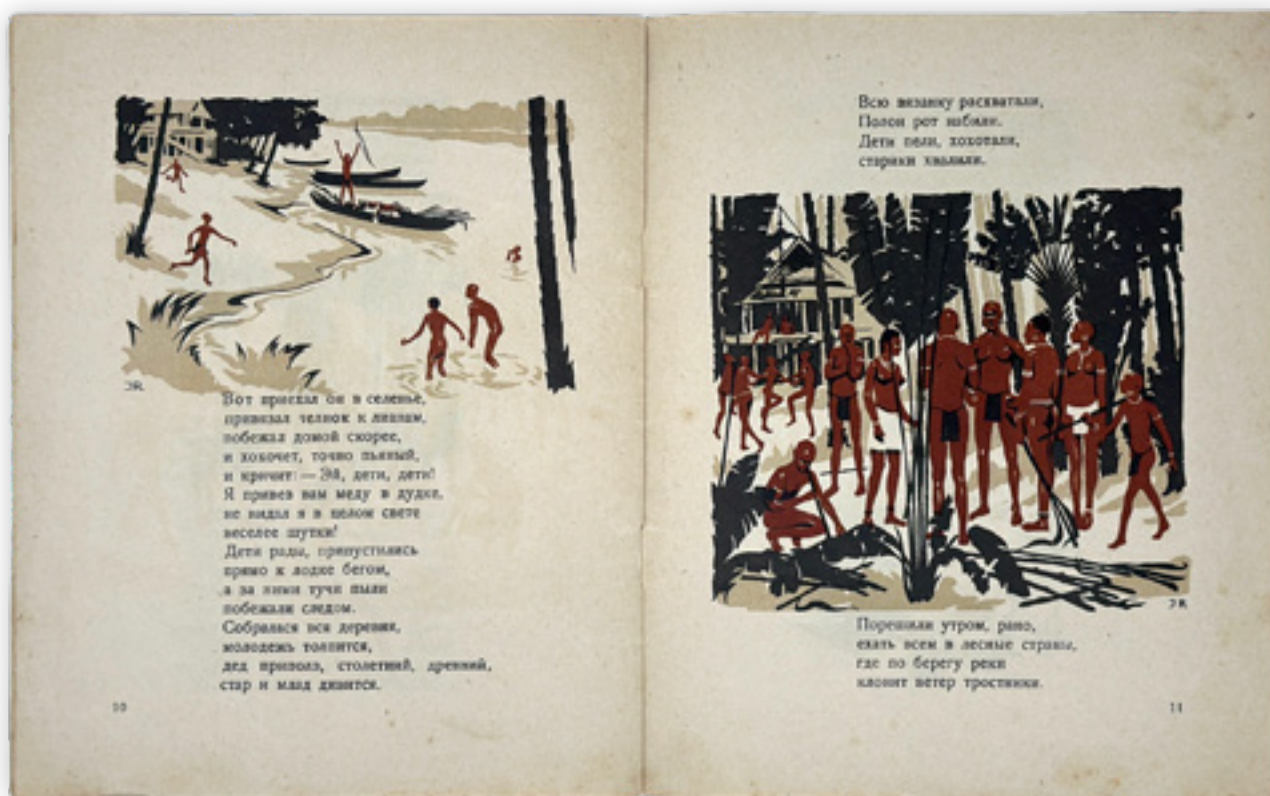 Вот приехал он в селенье,
привязал челнок к лианам,
побежал домой скорее,
и хохочет, точно пьяный,
и кричит: — Эй, дети, дети!
Я привез вам меду в дудке,
не видал я в целом свете
веселее шутки!
Дети рады, припустились
прямо к лодке бегом,
а за ними тучи пыли
побежали следом.
Собралася вся деревня,
молодежь толпится,
дед приполз, столетний, древний,
стар и млад дивится.
10
Всю вязанку расхватали,
Полон рот набили.
Дети пели, хохотали,
старики хвалили.
Порешили утром, рано,
ехать всем в лесные страны,
где по берегу реки
клонит ветер тростники.
11